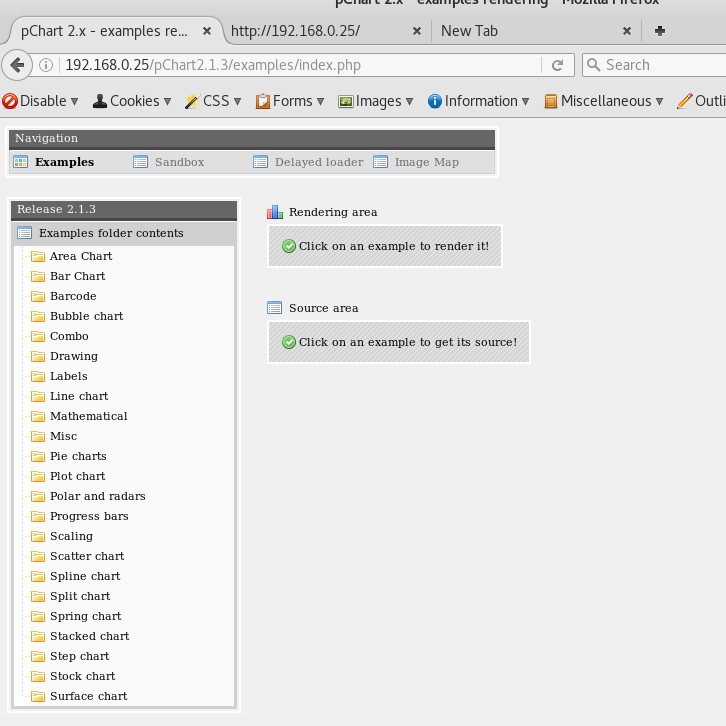 pChart 2.x - examples rendering - Mozilla Firefox
pChart 2.x - examples re... × http://192.168.0.25/ × New Tab ×
192.168.0.25/pChart2.1.3/examples/index.php Search
Disable Cookies CSS Forms Images Information Miscellaneous Outli
Navigation
Examples Sandbox Delayed loader Image Map
Release 2.1.3
Examples folder contents
Area Chart
Bar Chart
Barcode
Bubble chart
Combo
Drawing
Labels
Line chart
Mathematical
Misc
Pie charts
Plot chart
Polar and radars
Progress bars
Scaling
Scatter chart
Spline chart
Split chart
Spring chart
Stacked chart
Step chart
Stock chart
Surface chart
Rendering area
Click on an example to render it!
Source area
Click on an example to get its source!